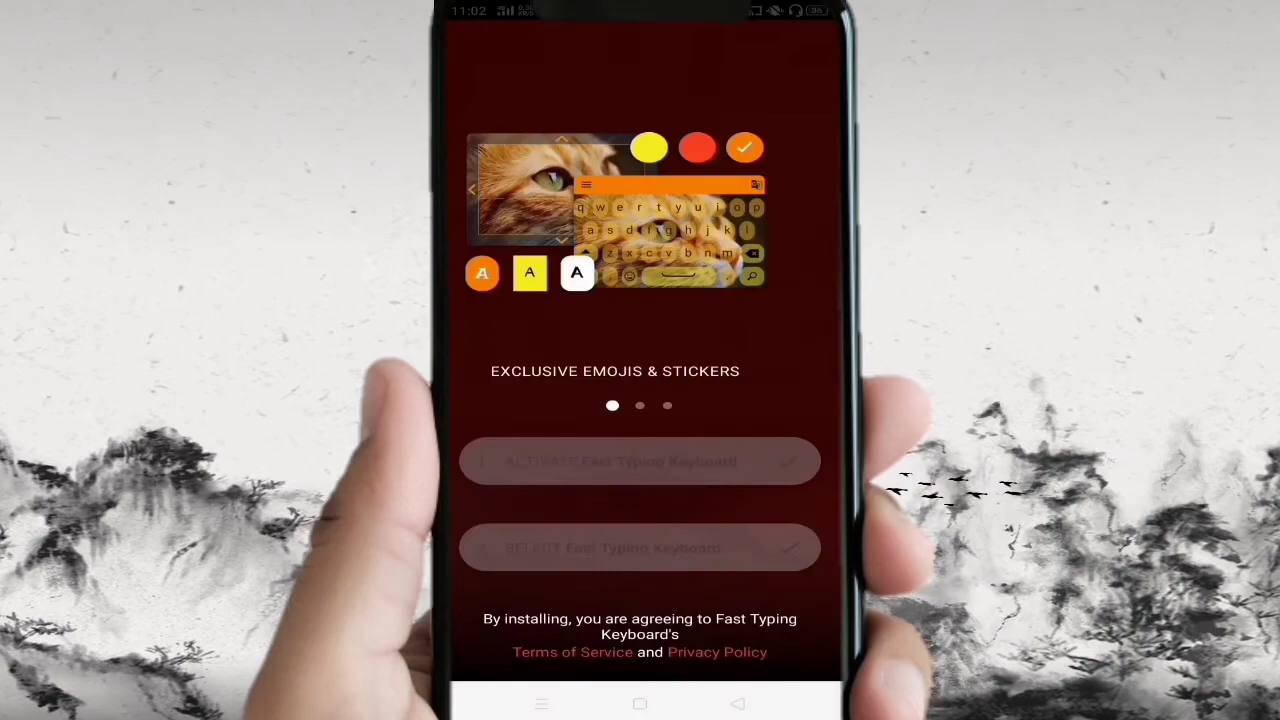 11:02
36
A A A
q w e r t y u i o p
a s d f g h j k l
z x c v b n m
EXCLUSIVE EMOJIS & STICKERS
ACTIVATE Fast Typing Keyboard
SELECT Fast Typing Keyboard
By installing, you are agreeing to Fast Typing
Keyboard's
Terms of Service and Privacy Policy